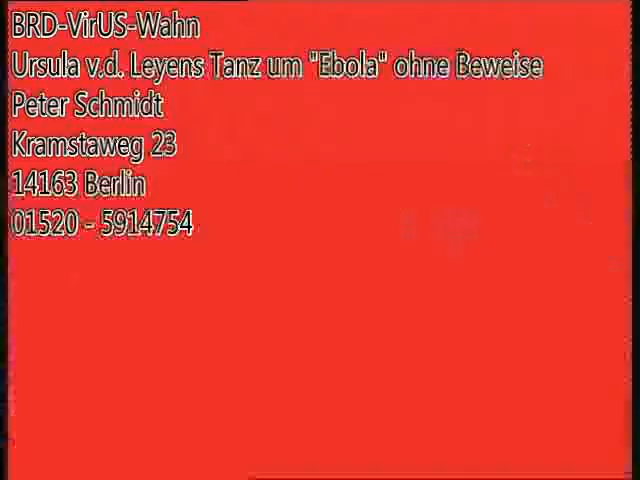 BRD-VirUS-Wahn
Ursula v.d. Leyens Tanz um "Ebola" ohne Beweise
Peter Schmidt
Kramstaweg 23
14163 Berlin
01520 - 5914754